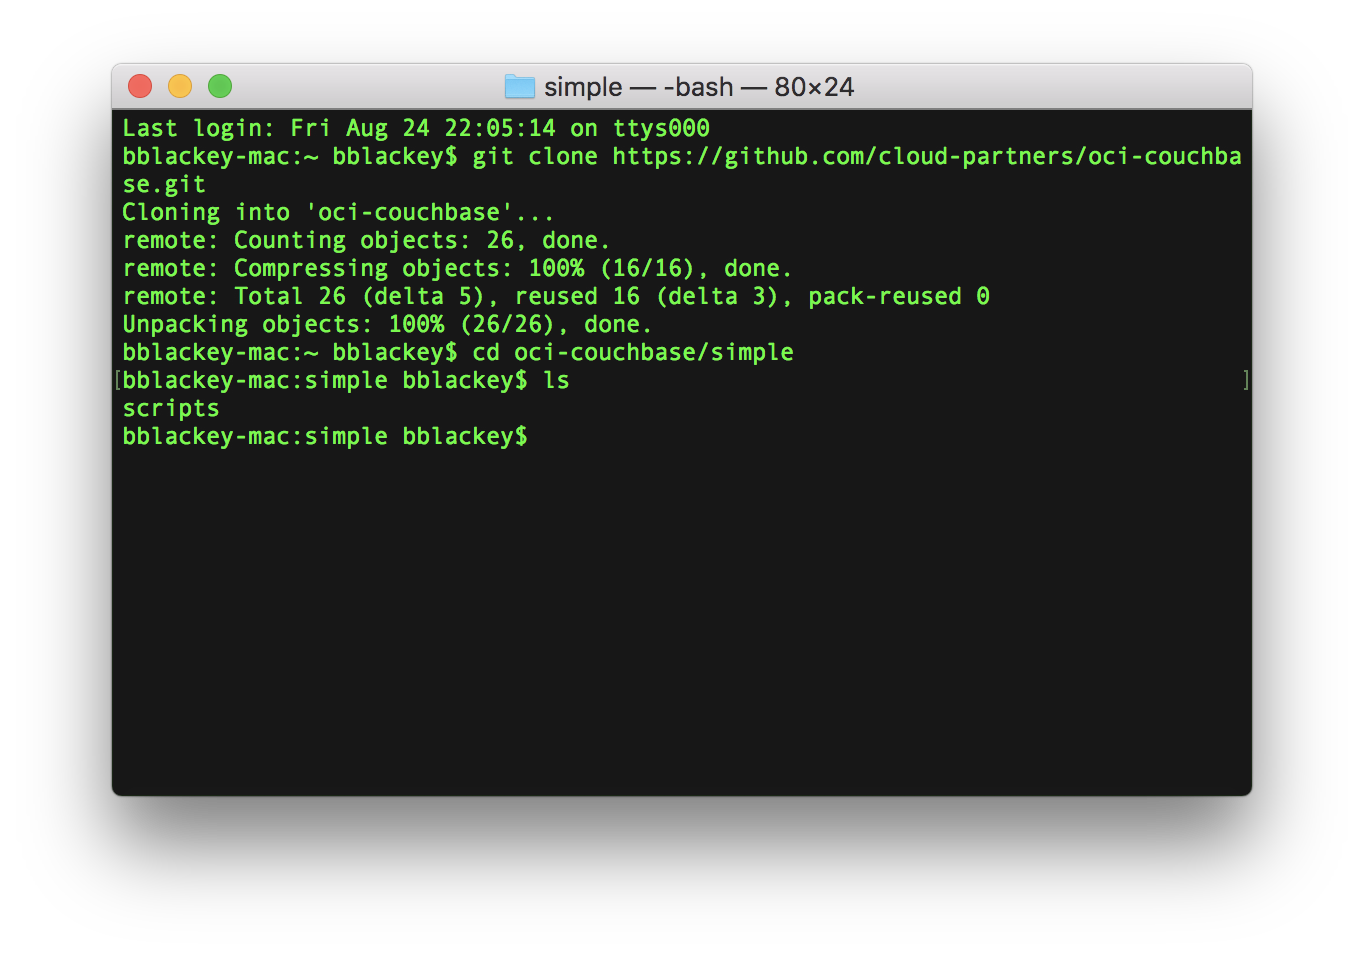 simple — -bash — 80×24
Last login: Fri Aug 24 22:05:14 on ttys000
bblackey-mac:~ bblackey$ git clone https://github.com/cloud-partners/oci-couchba
se.git
Cloning into 'oci-couchbase'...
remote: Counting objects: 26, done.
remote: Compressing objects: 100% (16/16), done.
remote: Total 26 (delta 5), reused 16 (delta 3), pack-reused 0
Unpacking objects: 100% (26/26), done.
bblackey-mac:~ bblackey$ cd oci-couchbase/simple
[bblackey-mac:simple bblackey$ ls ]
scripts
bblackey-mac:simple bblackey$